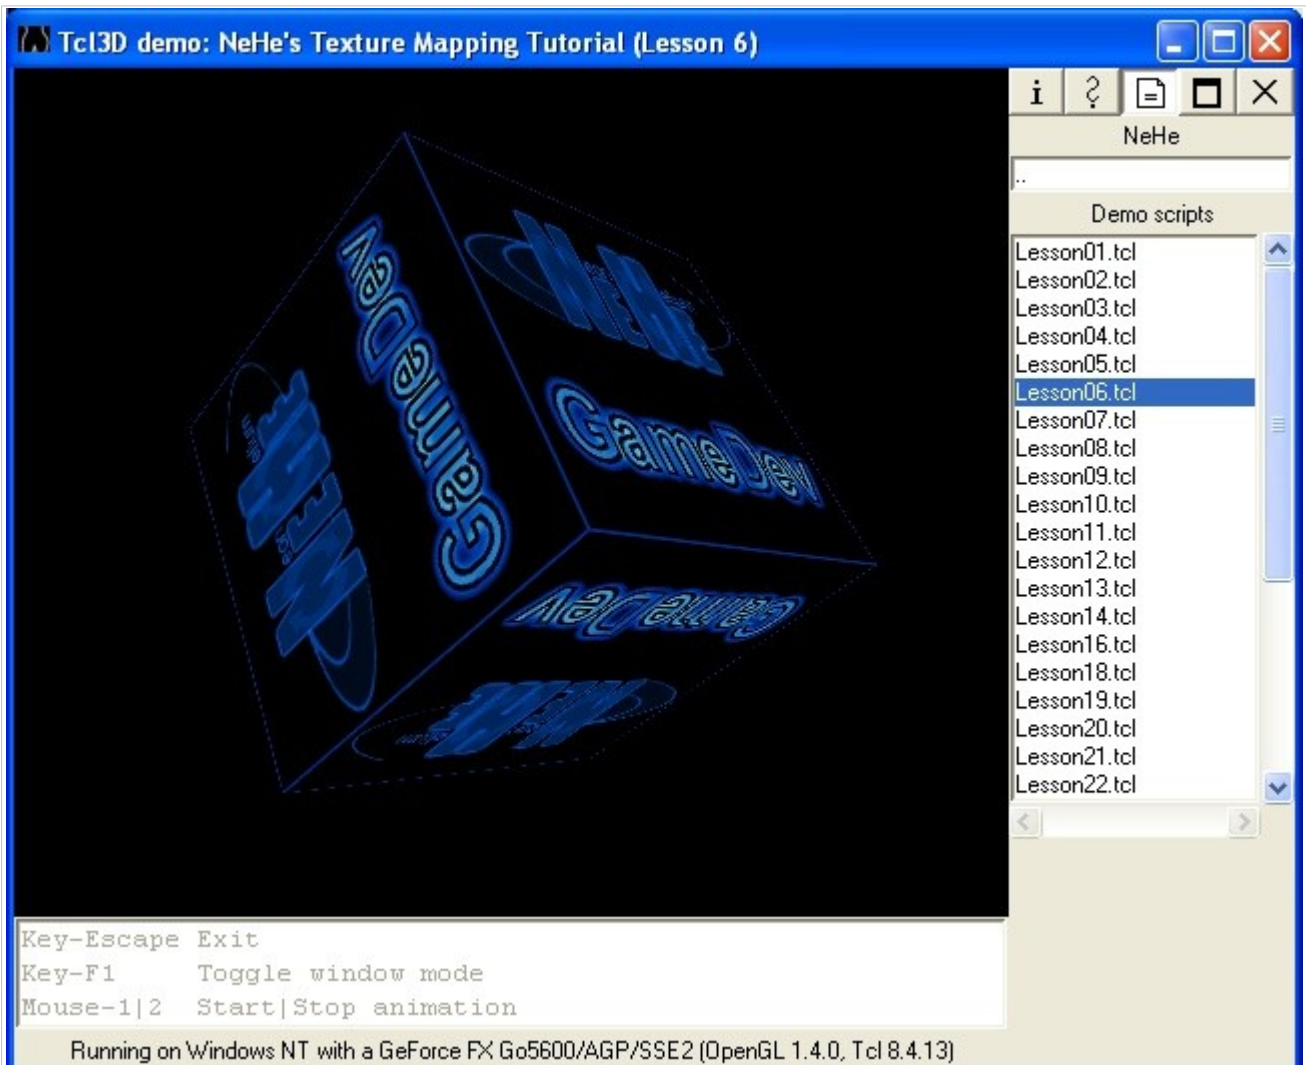 Tcl3D demo: NeHe's Texture Mapping Tutorial (Lesson 6)
i ?
NeHe
..
Demo scripts
Lesson01.tcl
Lesson02.tcl
Lesson03.tcl
Lesson04.tcl
Lesson05.tcl
Lesson06.tcl
Lesson07.tcl
Lesson08.tcl
Lesson09.tcl
Lesson10.tcl
Lesson11.tcl
Lesson12.tcl
Lesson13.tcl
Lesson14.tcl
Lesson16.tcl
Lesson18.tcl
Lesson19.tcl
Lesson20.tcl
Lesson21.tcl
Lesson22.tcl
NeHe
GameDev
GameDev
NeHe
GameDev
NeHe
Key-Escape Exit
Key-F1 Toggle window mode
Mouse-1|2 Start|Stop animation
Running on Windows NT with a GeForce FX Go5600/AGP/SSE2 (OpenGL 1.4.0, Tcl 8.4.13)